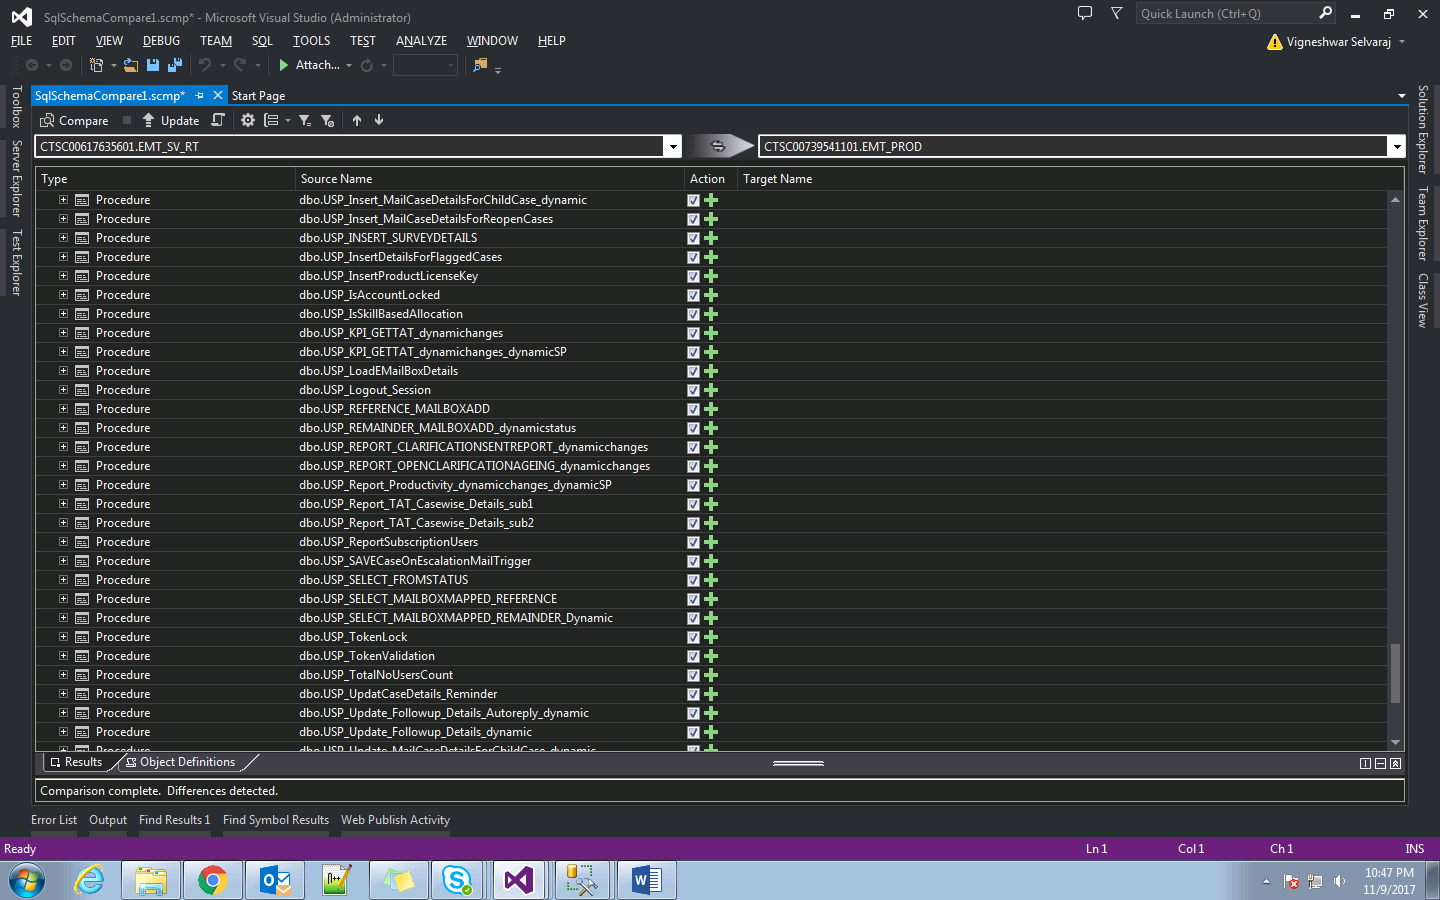 SqlSchemaCompare1.scmp* - Microsoft Visual Studio (Administrator)
Quick Launch (Ctrl+Q)
FILE EDIT VIEW DEBUG TEAM SQL TOOLS TEST ANALYZE WINDOW HELP
Vigneshwar Selvaraj
Attach...
Toolbox
Server Explorer
Test Explorer
SqlSchemaCompare1.scmp* Start Page
Compare Update
CTSC00617635601.EMT_SV_RT CTSC00739541101.EMT_PROD
Type Source Name Action Target Name
Procedure dbo.USP_Insert_MailCaseDetailsForChildCase_dynamic
Procedure dbo.USP_Insert_MailCaseDetailsForReopenCases
Procedure dbo.USP_INSERT_SURVEYDETAILS
Procedure dbo.USP_InsertDetailsForFlaggedCases
Procedure dbo.USP_InsertProductLicenseKey
Procedure dbo.USP_IsAccountLocked
Procedure dbo.USP_IsSkillBasedAllocation
Procedure dbo.USP_KPI_GETTAT_dynamichanges
Procedure dbo.USP_KPI_GETTAT_dynamichanges_dynamicSP
Procedure dbo.USP_LoadEMailBoxDetails
Procedure dbo.USP_Logout_Session
Procedure dbo.USP_REFERENCE_MAILBOXADD
Procedure dbo.USP_REMAINDER_MAILBOXADD_dynamicstatus
Procedure dbo.USP_REPORT_CLARIFICATIONSENTREPORT_dynamicchanges
Procedure dbo.USP_REPORT_OPENCLARIFICATIONAGEING_dynamicchanges
Procedure dbo.USP_Report_Productivity_dynamicchanges_dynamicSP
Procedure dbo.USP_Report_TAT_Casewise_Details_sub1
Procedure dbo.USP_Report_TAT_Casewise_Details_sub2
Procedure dbo.USP_ReportSubscriptionUsers
Procedure dbo.USP_SAVECaseOnEscalationMailTrigger
Procedure dbo.USP_SELECT_FROMSTATUS
Procedure dbo.USP_SELECT_MAILBOXMAPPED_REFERENCE
Procedure dbo.USP_SELECT_MAILBOXMAPPED_REMAINDER_Dynamic
Procedure dbo.USP_TokenLock
Procedure dbo.USP_TokenValidation
Procedure dbo.USP_TotalNoUsersCount
Procedure dbo.USP_UpdatCaseDetails_Reminder
Procedure dbo.USP_Update_Followup_Details_Autoreply_dynamic
Procedure dbo.USP_Update_Followup_Details_dynamic
Procedure dbo.USP_Update_MailCaseDetailsForChildCase_dynamic
Solution Explorer
Team Explorer
Class View
Results Object Definitions
Comparison complete. Differences detected.
Error List Output Find Results 1 Find Symbol Results Web Publish Activity
Ready Ln 1 Col 1 Ch 1 INS
10:47 PM
11/9/2017